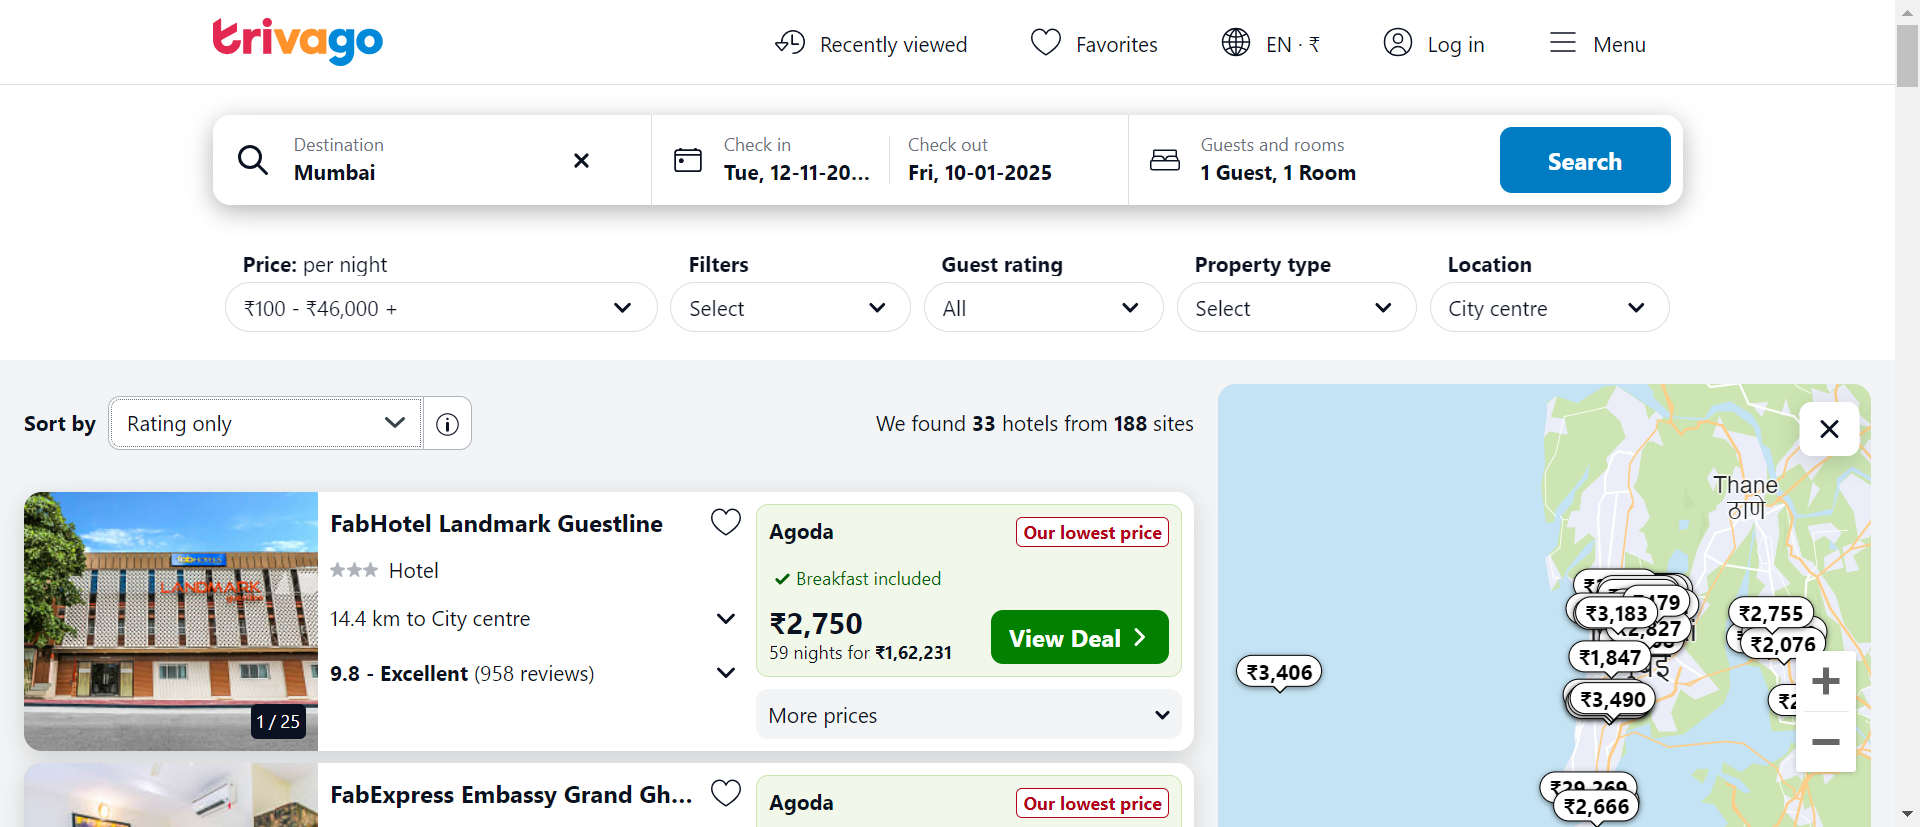 trivago
Recently viewed
Favorites
EN · ₹
Log in
Menu
Destination
Mumbai
Check in
Tue, 12-11-20...
Check out
Fri, 10-01-2025
Guests and rooms
1 Guest, 1 Room
Search
Price: per night
₹100 - ₹46,000 +
Filters
Select
Guest rating
All
Property type
Select
Location
City centre
Sort by
Rating only
We found 33 hotels from 188 sites
LANDMARK
1 / 25
FabHotel Landmark Guestline
Hotel
14.4 km to City centre
9.8 - Excellent (958 reviews)
Agoda
Our lowest price
Breakfast included
₹2,750
59 nights for ₹1,62,231
View Deal
More prices
FabExpress Embassy Grand Gh...
Agoda
Our lowest price
Thane
ठाणे
₹3,183
₹2,827
₹2,755
₹2,076
₹1,847
₹3,406
₹3,490
₹29,269
₹2,666